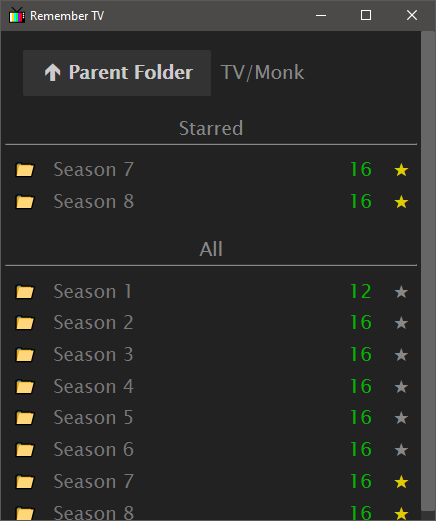 Remember TV
Parent Folder TV/Monk
Starred
Season 7 16
Season 8 16
All
Season 1 12
Season 2 16
Season 3 16
Season 4 16
Season 5 16
Season 6 16
Season 7 16
Season 8 16